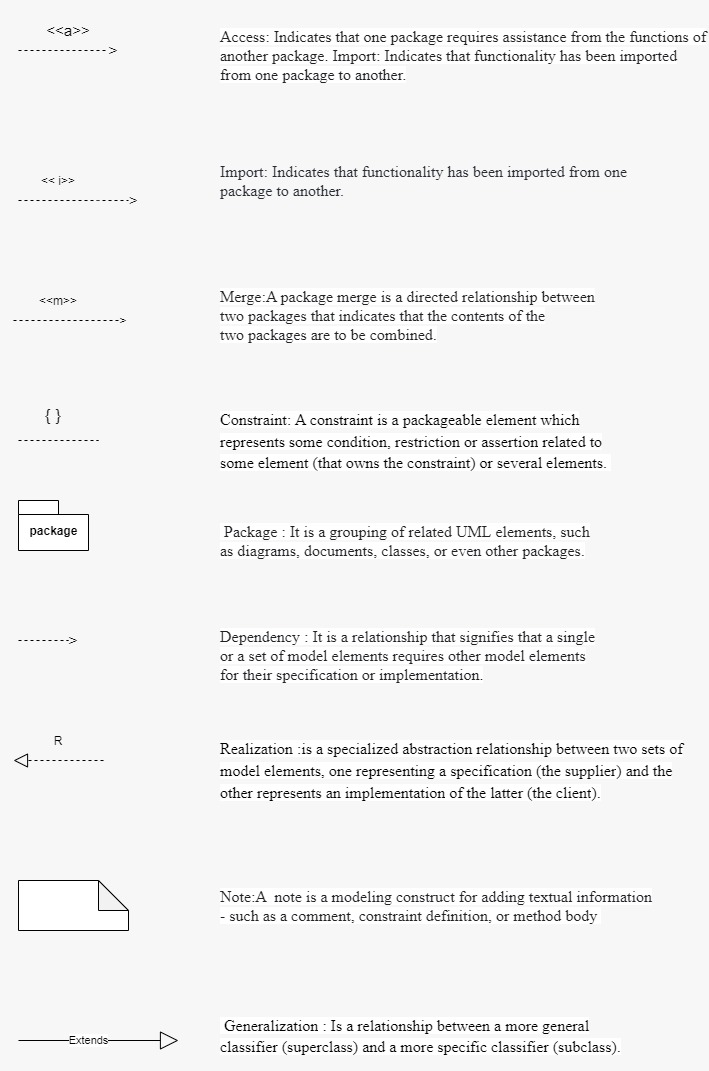 <<a>>
Access: Indicates that one package requires assistance from the functions of
another package. Import: Indicates that functionality has been imported
from one package to another.
<< i>>
Import: Indicates that functionality has been imported from one
package to another.
<<m>>
Merge:A package merge is a directed relationship between
two packages that indicates that the contents of the
two packages are to be combined.
{ }
Constraint: A constraint is a packageable element which
represents some condition, restriction or assertion related to
some element (that owns the constraint) or several elements.
package
Package : It is a grouping of related UML elements, such
as diagrams, documents, classes, or even other packages.
Dependency : It is a relationship that signifies that a single
or a set of model elements requires other model elements
for their specification or implementation.
R
Realization :is a specialized abstraction relationship between two sets of
model elements, one representing a specification (the supplier) and the
other represents an implementation of the latter (the client).
Note:A  note is a modeling construct for adding textual information
- such as a comment, constraint definition, or method body
Extends
Generalization : Is a relationship between a more general
classifier (superclass) and a more specific classifier (subclass).